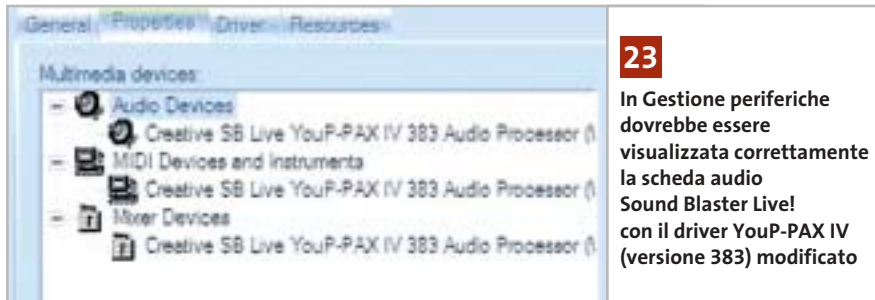 General Properties Driver Resources
Multimedia devices:
Audio Devices
Creative SB Live YouP-PAX IV 383 Audio Processor (
MIDI Devices and Instruments
Creative SB Live YouP-PAX IV 383 Audio Processor (
Mixer Devices
Creative SB Live YouP-PAX IV 383 Audio Processor (
23
In Gestione periferiche
dovrebbe essere
visualizzata correttamente
la scheda audio
Sound Blaster Live!
con il driver YouP-PAX IV
(versione 383) modificato